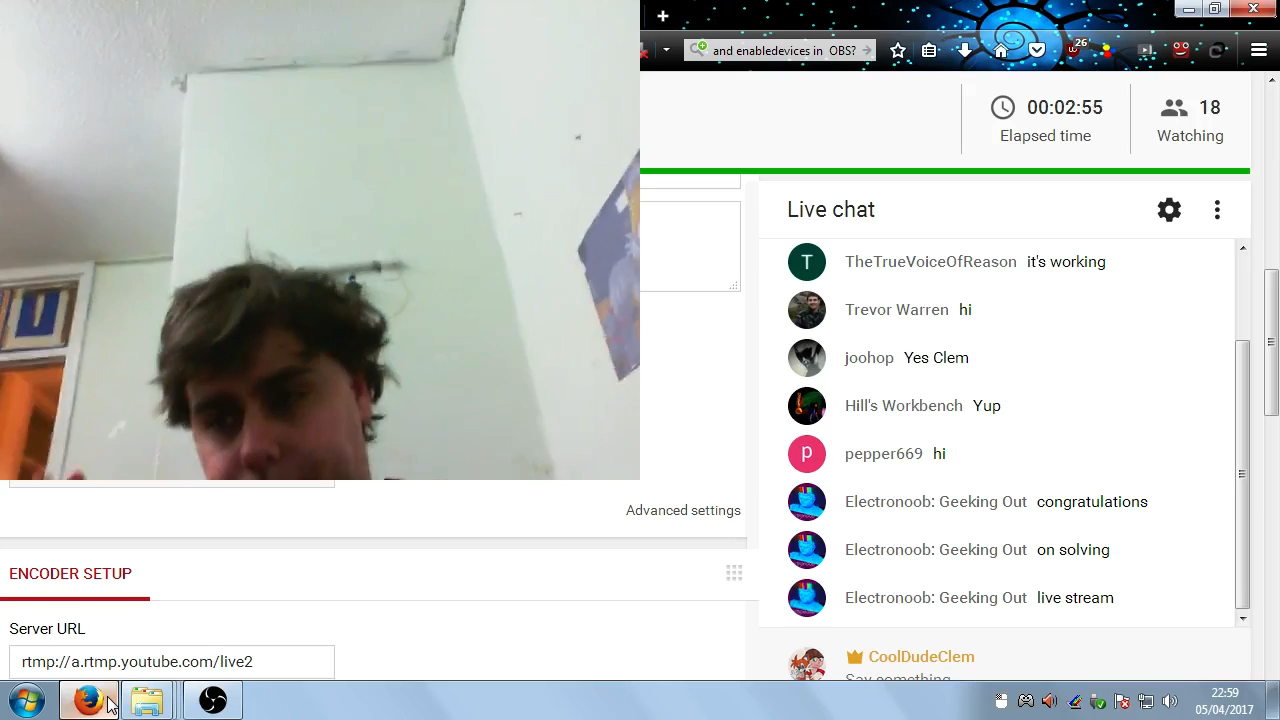 and enabledevices in OBS?
26
00:02:55
Elapsed time
18
Watching
Live chat
T TheTrueVoiceOfReason it's working
Trevor Warren hi
joohop Yes Clem
Hill's Workbench Yup
p pepper669 hi
Electronoob: Geeking Out congratulations
Electronoob: Geeking Out on solving
Electronoob: Geeking Out live stream
CoolDudeClem
Say something
Advanced settings
ENCODER SETUP
Server URL
rtmp://a.rtmp.youtube.com/live2
22:59
05/04/2017